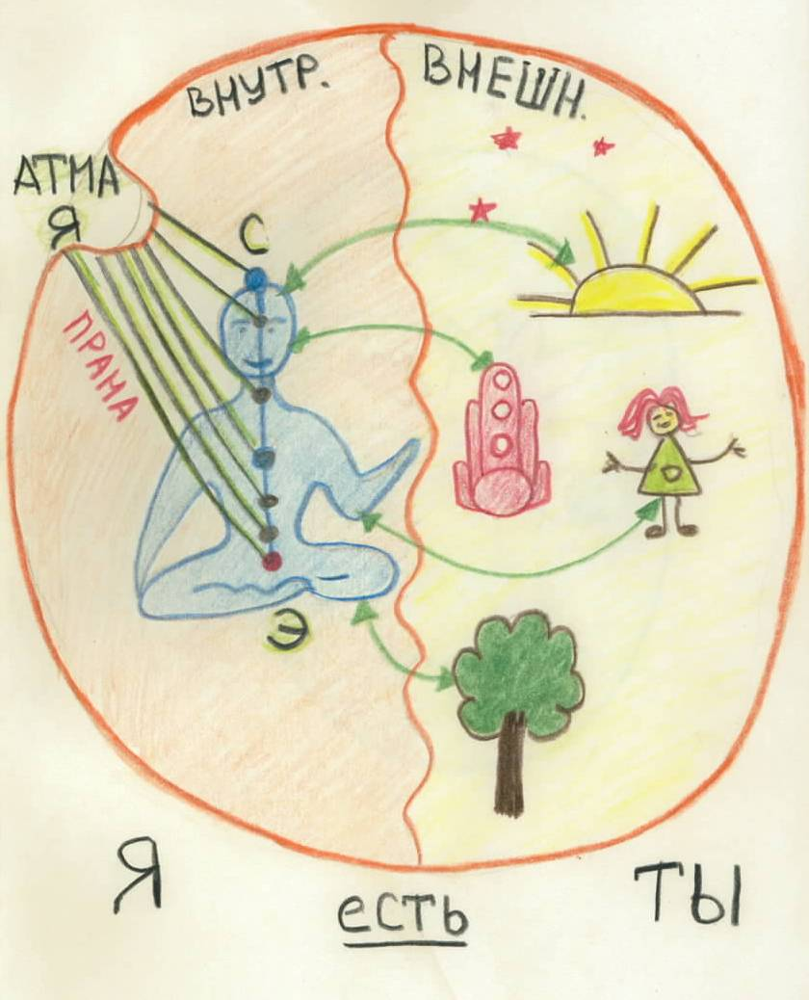 ВНУТР.
ВНЕШН.
АТМА
Я
С
ПРАНА
Э
Я есть ТЫ